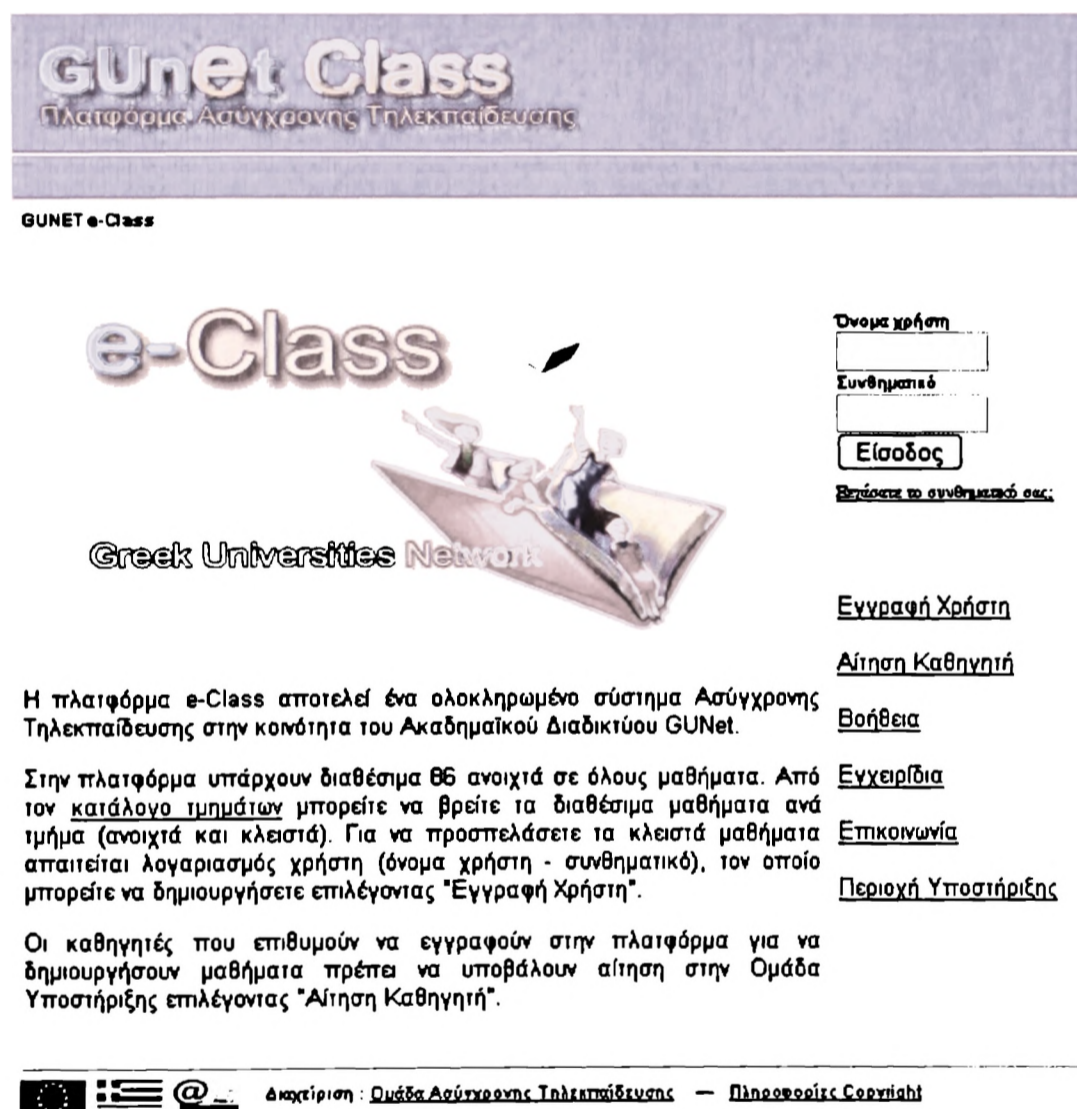 GUnet Class
Πλατφόρμα Ασύγχρονης Τηλεκπαίδευσης
GUNET e-Class
e-Class
Greek Universities Network
Όνομα χρήστη
Συνθηματικό
Είσοδος
Ξεχάσατε το συνθηματικό σας;
Εγγραφή Χρήστη
Αίτηση Καθηγητή
Βοήθεια
Εγχειρίδια
Επικοινωνία
Περιοχή Υποστήριξης
Η πλατφόρμα e-Class αποτελεί ένα ολοκληρωμένο σύστημα Ασύγχρονης
Τηλεκπαίδευσης στην κοινότητα του Ακαδημαϊκού Διαδικτύου GUNet.
Στην πλατφόρμα υπάρχουν διαθέσιμα 86 ανοιχτά σε όλους μαθήματα. Από
τον κατάλογο τμημάτων μπορείτε να βρείτε τα διαθέσιμα μαθήματα ανά
τμήμα (ανοιχτά και κλειστά). Για να προσπελάσετε τα κλειστά μαθήματα
απαιτείται λογαριασμός χρήστη (όνομα χρήστη - συνθηματικό), τον οποίο
μπορείτε να δημιουργήσετε επιλέγοντας "Εγγραφή Χρήστη".
Οι καθηγητές που επιθυμούν να εγγραφούν στην πλατφόρμα για να
δημιουργήσουν μαθήματα πρέπει να υποβάλουν αίτηση στην Ομάδα
Υποστήριξης επιλέγοντας "Αίτηση Καθηγητή".
@ Διαχείριση : Ομάδα Ασύγχρονης Τηλεκπαίδευσης — Πληροφορίες Copyright